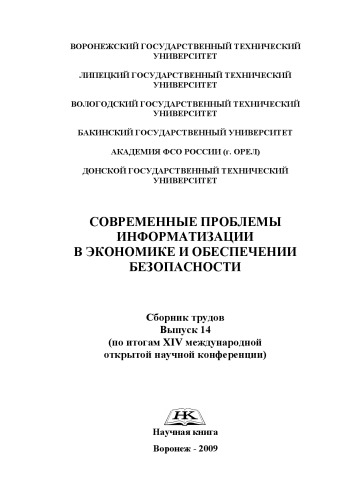 ВОРОНЕЖСКИЙ ГОСУДАРСТВЕННЫЙ ТЕХНИЧЕСКИЙ
УНИВЕРСИТЕТ
ЛИПЕЦКИЙ ГОСУДАРСТВЕННЫЙ ТЕХНИЧЕСКИЙ
УНИВЕРСИТЕТ
ВОЛОГОДСКИЙ ГОСУДАРСТВЕННЫЙ ТЕХНИЧЕСКИЙ
УНИВЕРСИТЕТ
БАКИНСКИЙ ГОСУДАРСТВЕННЫЙ УНИВЕРСИТЕТ
АКАДЕМИЯ ФСО РОССИИ (г. ОРЕЛ)
ДОНСКОЙ ГОСУДАРСТВЕННЫЙ ТЕХНИЧЕСКИЙ
УНИВЕРСИТЕТ
СОВРЕМЕННЫЕ ПРОБЛЕМЫ
ИНФОРМАТИЗАЦИИ
В ЭКОНОМИКЕ И ОБЕСПЕЧЕНИИ
БЕЗОПАСНОСТИ
Сборник трудов
Выпуск 14
(по итогам XIV международной
открытой научной конференции)
НК
Научная книга
Воронеж - 2009